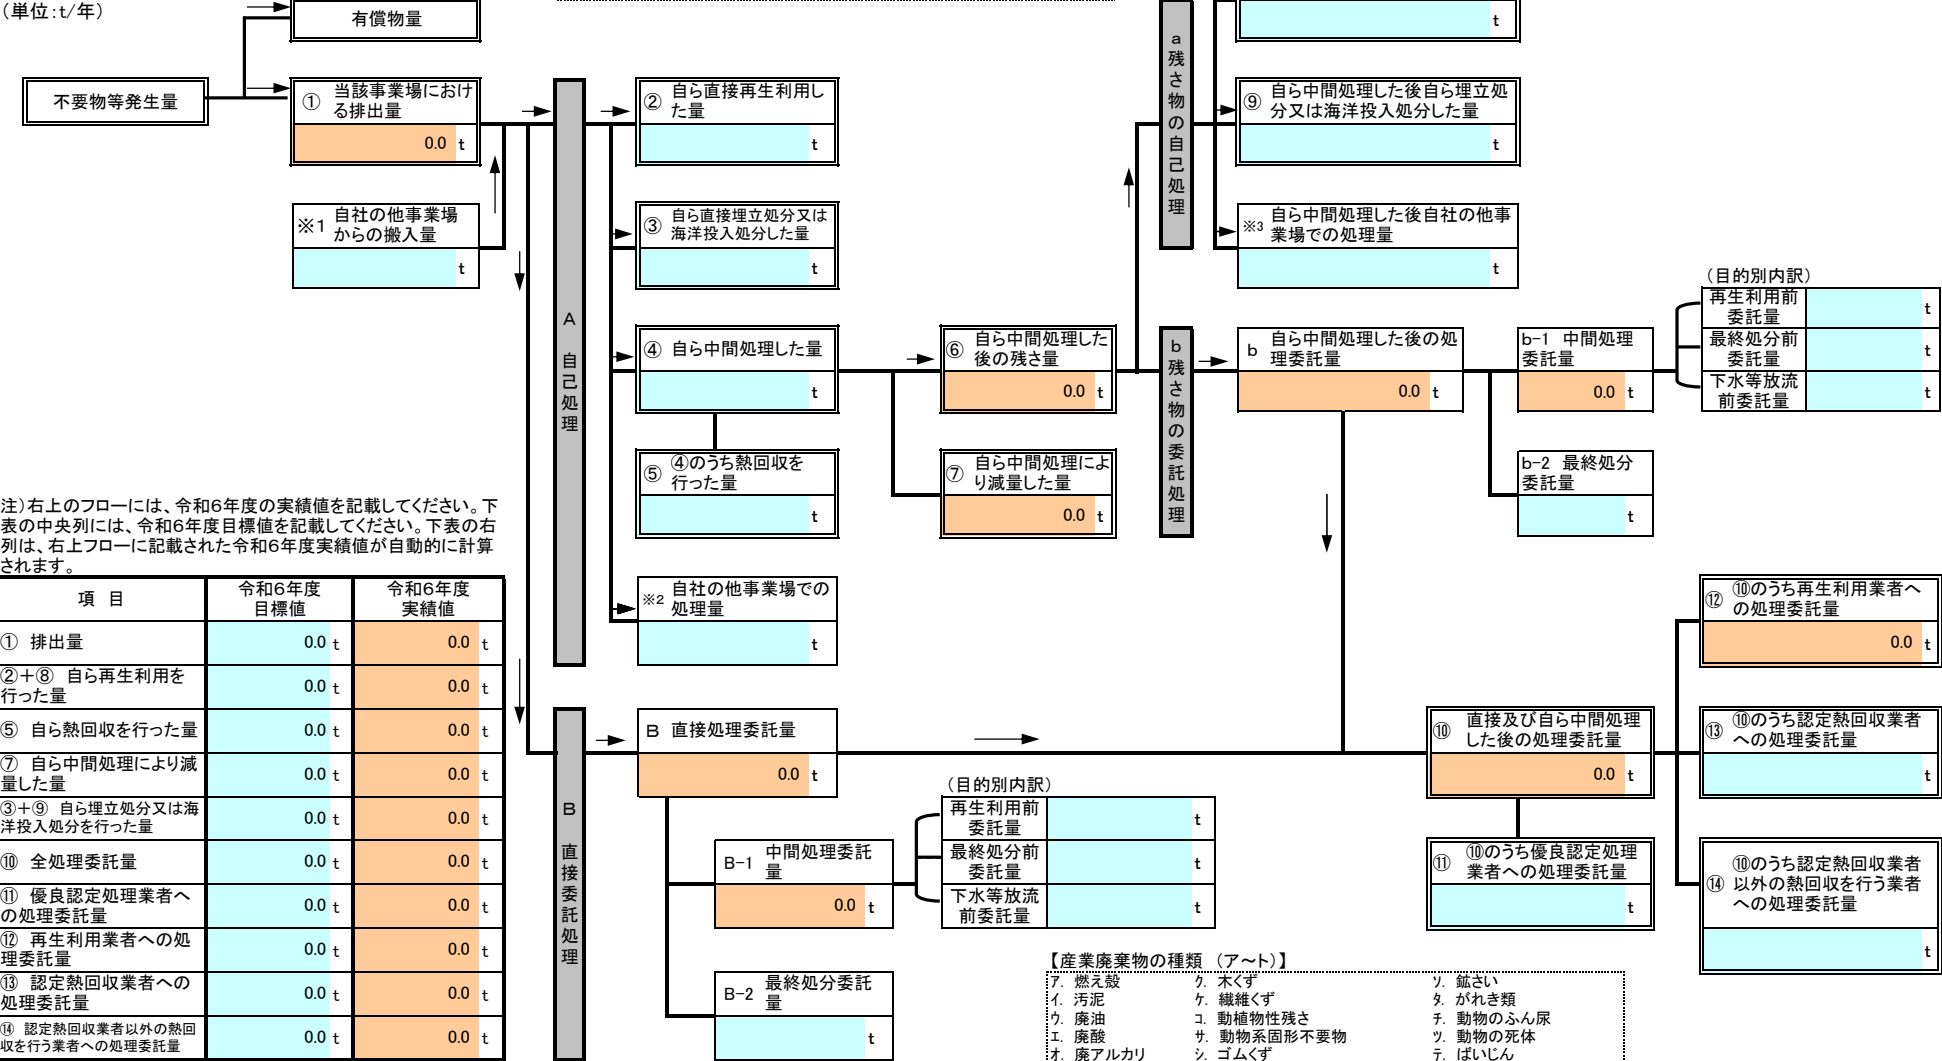 （単位：t/年）
有償物量
不要物等発生量
① 当該事業場におけ
る排出量
0.0 t
※1 自社の他事業場
からの搬入量
t
A 自己処理
② 自ら直接再生利用し
た量
t
③ 自ら直接埋立処分又は
海洋投入処分した量
t
④ 自ら中間処理した量
t
⑤ ④のうち熱回収を
行った量
t
※2 自社の他事業場での
処理量
t
⑥ 自ら中間処理した
後の残さ量
0.0 t
⑦ 自ら中間処理によ
り減量した量
0.0 t
a 残さ物の自己処理
t
⑨ 自ら中間処理した後自ら埋立処
分又は海洋投入処分した量
t
※3 自ら中間処理した後自社の他事
業場での処理量
t
b 残さ物の委託処理
b 自ら中間処理した後の処
理委託量
0.0 t
b-1 中間処理
委託量
0.0 t
b-2 最終処分
委託量
t
（目的別内訳）
再生利用前
委託量
t
最終処分前
委託量
t
下水等放流
前委託量
t
注）右上のフローには、令和6年度の実績値を記載してください。下
表の中央列には、令和6年度目標値を記載してください。下表の右
列は、右上フローに記載された令和6年度実績値が自動的に計算
されます。
項 目 令和6年度 目標値 令和6年度 実績値
① 排出量 0.0 t 0.0 t
②＋⑧ 自ら再生利用を
行った量 0.0 t 0.0 t
⑤ 自ら熱回収を行った量 0.0 t 0.0 t
⑦ 自ら中間処理により減
量した量 0.0 t 0.0 t
③＋⑨ 自ら埋立処分又は海
洋投入処分を行った量 0.0 t 0.0 t
⑩ 全処理委託量 0.0 t 0.0 t
⑪ 優良認定処理業者へ
の処理委託量 0.0 t 0.0 t
⑫ 再生利用業者への処
理委託量 0.0 t 0.0 t
⑬ 認定熱回収業者への
処理委託量 0.0 t 0.0 t
⑭ 認定熱回収業者以外の熱回
収を行う業者への処理委託量 0.0 t 0.0 t
B 直接委託処理
B 直接処理委託量
0.0 t
B-1 中間処理委託
量
0.0 t
B-2 最終処分委託
量
t
（目的別内訳）
再生利用前
委託量
t
最終処分前
委託量
t
下水等放流
前委託量
t
⑩ 直接及び自ら中間処理
した後の処理委託量
0.0 t
⑪ ⑩のうち優良認定処理
業者への処理委託量
t
⑫ ⑩のうち再生利用業者へ
の処理委託量
0.0 t
⑬ ⑩のうち認定熱回収業者
への処理委託量
t
⑭ ⑩のうち認定熱回収業者
以外の熱回収を行う業者
への処理委託量
t
【産業廃棄物の種類 （ア～ト）】
ア. 燃え殻 ク. 木くず ソ. 鉱さい
イ. 汚泥 ケ. 繊維くず タ. がれき類
ウ. 廃油 コ. 動植物性残さ チ. 動物のふん尿
エ. 廃酸 サ. 動物系固形不要物 ツ. 動物の死体
オ. 廃アルカリ シ. ゴムくず テ. ばいじん